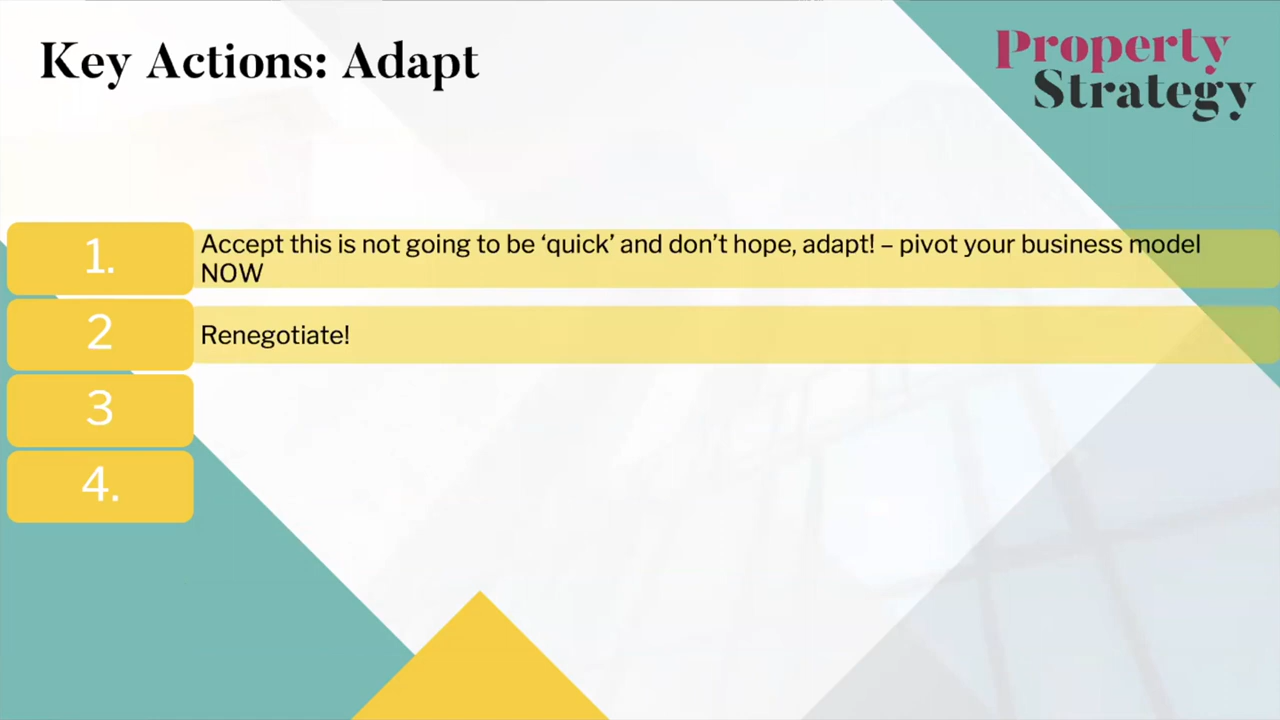 Key Actions: Adapt
Property
Strategy
1.
Accept this is not going to be ‘quick’ and don’t hope, adapt! – pivot your business model
NOW
2
Renegotiate!
3
4.